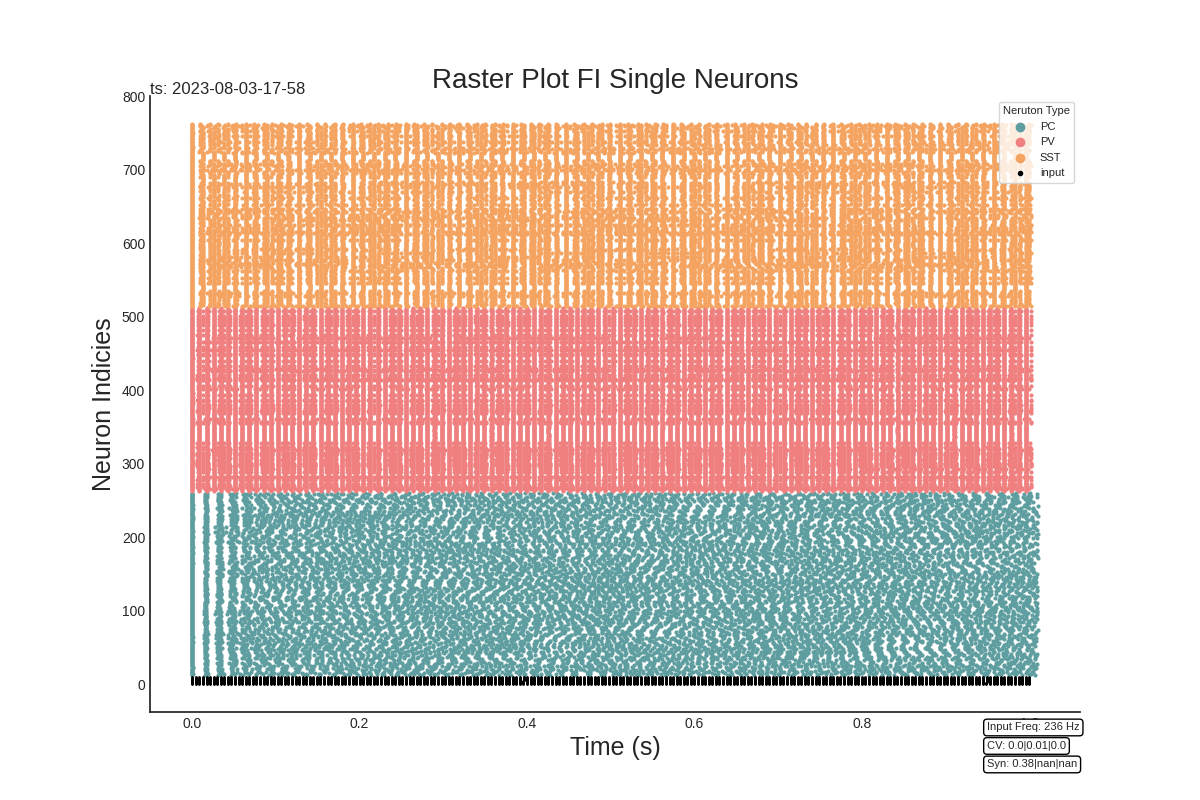 Raster Plot FI Single Neurons
ts: 2023-08-03-17-58
800
700
600
500
400
300
200
100
0
Neuron Indicies
Neruton Type
PC
PV
SST
input
0.0
0.2
0.4
0.6
0.8
Time (s)
Input Freq: 236 Hz
CV: 0.0|0.01|0.0
Syn: 0.38|nan|nan